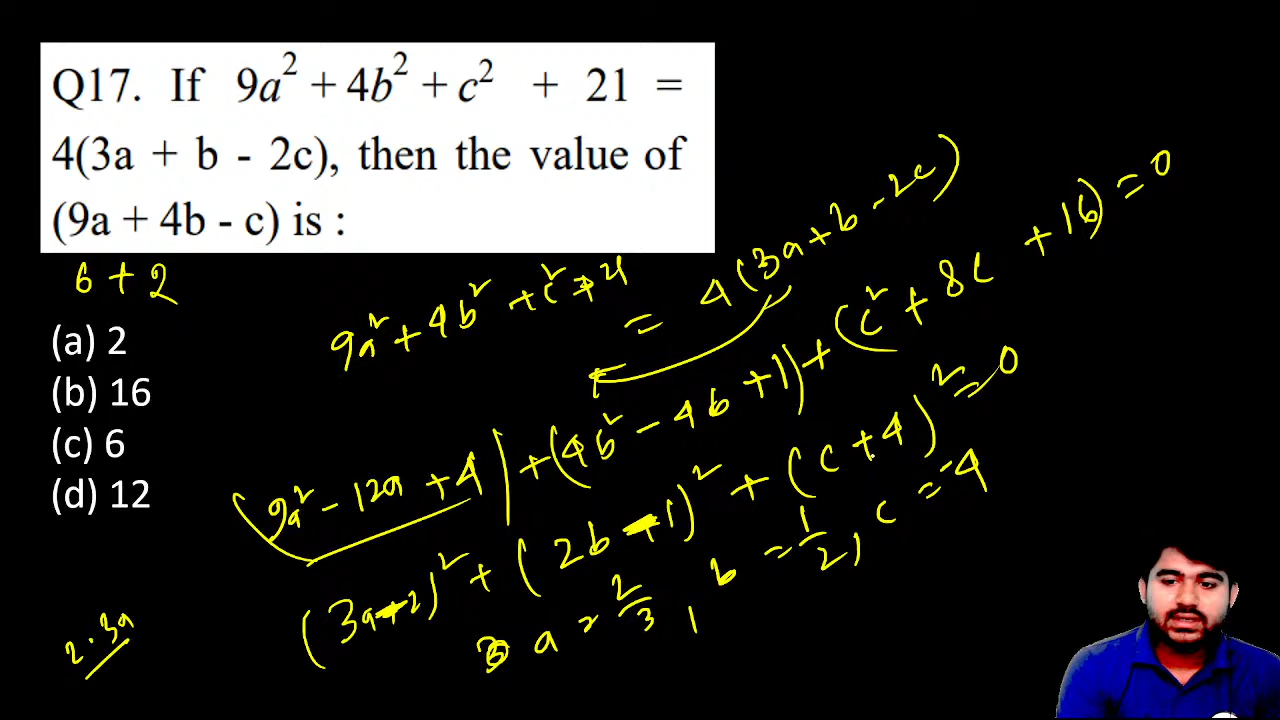 Q17. If 9a² + 4b² + c² + 21 =
4(3a + b - 2c), then the value of
(9a + 4b - c) is :
6 + 2
(a) 2
(b) 16
(c) 6
(d) 12
9a² + 4b² + c² + 21 = 4(3a + b - 2c)
(9a² - 12a + 4) + (4b² - 4b + 1) + (c² + 8c + 16) = 0
(3a - 2)² + (2b - 1)² + (c + 4)² = 0
a = 2/3, b = 1/2, c = -4
2·3a